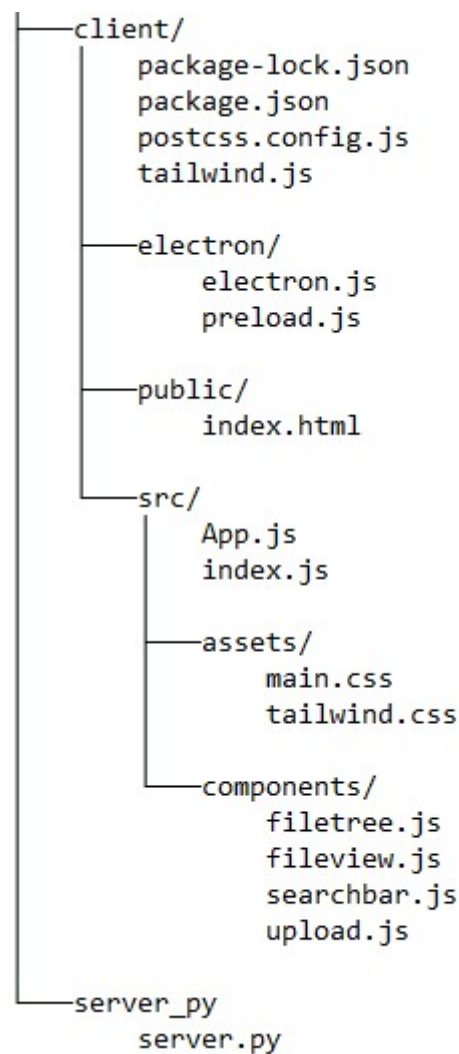 client/
package-lock.json
package.json
postcss.config.js
tailwind.js
electron/
electron.js
preload.js
public/
index.html
src/
App.js
index.js
assets/
main.css
tailwind.css
components/
filetree.js
fileview.js
searchbar.js
upload.js
server_py
server.py